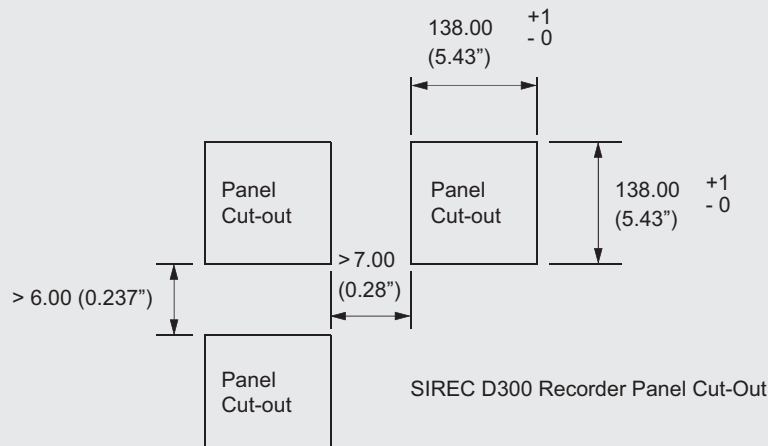 138.00 +1
- 0
(5.43”)
Panel
Cut-out
Panel
Cut-out
138.00 +1
- 0
(5.43”)
>7.00
(0.28”)
> 6.00 (0.237”)
Panel
Cut-out
SIREC D300 Recorder Panel Cut-Out